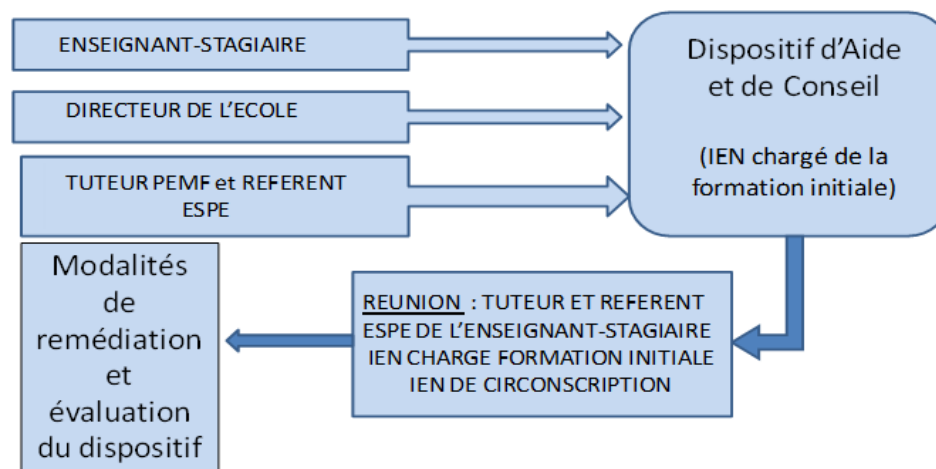 ENSEIGNANT-STAGIAIRE
DIRECTEUR DE L'ECOLE
TUTEUR PEMF et REFERENT
ESPE
Dispositif d'Aide
et de Conseil
(IEN chargé de la
formation initiale)
REUNION : TUTEUR ET REFERENT
ESPE DE L'ENSEIGNANT-STAGIAIRE
IEN CHARGE FORMATION INITIALE
IEN DE CIRCONSCRIPTION
Modalités
de
remédiation
et
évaluation
du dispositif